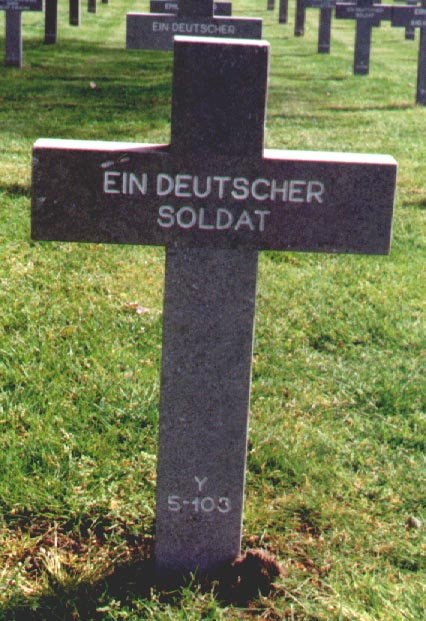 EIN DEUTSCHER
EIN DEUTSCHER
SOLDAT
Y
5-103